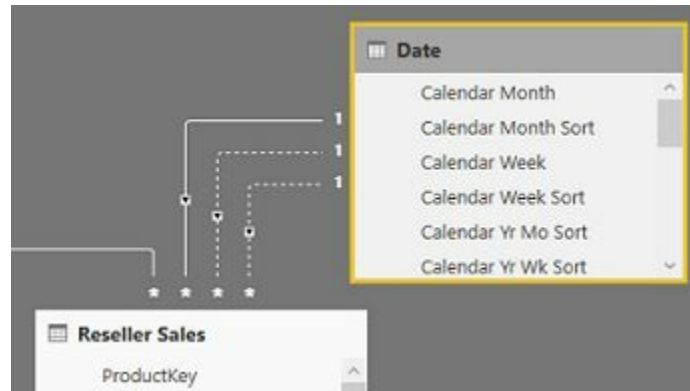 Date
Calendar Month
Calendar Month Sort
1
Calendar Week
1
Calendar Week Sort
1
Calendar Yr Mo Sort
Calendar Yr Wk Sort
* * * *
Reseller Sales
ProductKey